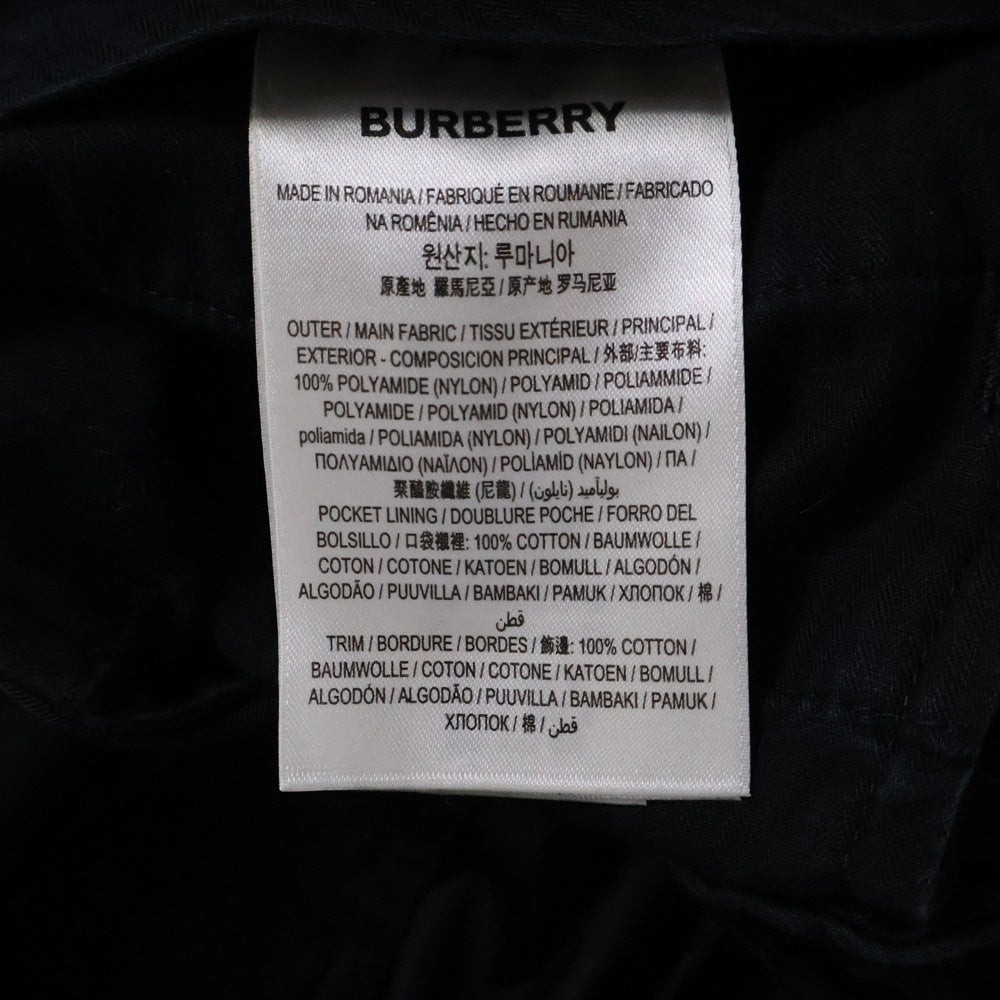 BURBERRY
MADE IN ROMANIA / FABRIQUÉ EN ROUMANIE / FABRICADO
NA ROMÊNIA / HECHO EN RUMANIA
원산지: 루마니아
原產地 羅馬尼亞 / 原产地 罗马尼亚
OUTER / MAIN FABRIC / TISSU EXTÉRIEUR / PRINCIPAL /
EXTERIOR - COMPOSICION PRINCIPAL / 外部/主要布料:
100% POLYAMIDE (NYLON) / POLYAMID / POLIAMMIDE /
POLYAMIDE / POLYAMID (NYLON) / POLIAMIDA /
poliamida / POLIAMIDA (NYLON) / POLYAMIDI (NAILON) /
ΠΟΛΥΑΜΙΔΙΟ (ΝΑΪΛΟΝ) / POLİAMİD (NAYLON) / ПА /
聚醯胺纖維 (尼龍) / بوليآميد (نايلون)
POCKET LINING / DOUBLURE POCHE / FORRO DEL
BOLSILLO / 口袋襯裡: 100% COTTON / BAUMWOLLE /
COTON / COTONE / KATOEN / BOMULL / ALGODÓN /
ALGODÃO / PUUVILLA / BAMBAKI / PAMUK / ХЛОПОК / 棉 /
قطن
TRIM / BORDURE / BORDES / 飾邊: 100% COTTON /
BAUMWOLLE / COTON / COTONE / KATOEN / BOMULL /
ALGODÓN / ALGODÃO / PUUVILLA / BAMBAKI / PAMUK /
ХЛОПОК / 棉 / قطن